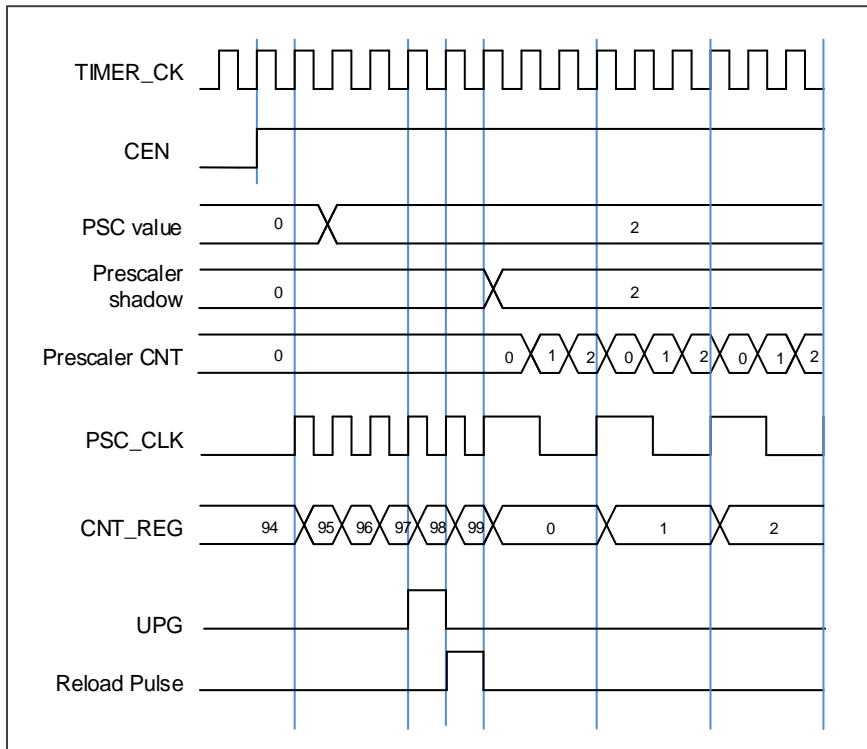 TIMER_CK
CEN
PSC value 0 2
Prescaler shadow 0 2
Prescaler CNT 0 0 1 2 0 1 2 0 1 2
PSC_CLK
CNT_REG 94 95 96 97 98 99 0 1 2
UPG
Reload Pulse